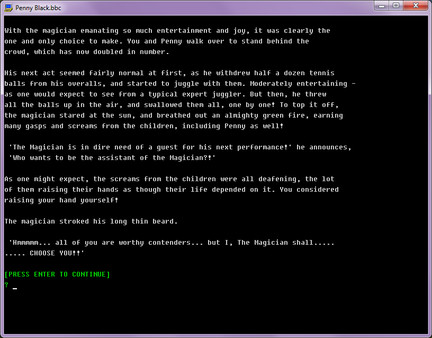 Penny Black.bbc
With the magician emanating so much entertainment and joy, it was clearly the
one and only choice to make. You and Penny walk over to stand behind the
crowd, which has now doubled in number.
His next act seemed fairly normal at first, as he withdrew half a dozen tennis
balls from his overalls, and started to juggle with them. Moderately entertaining -
as one would expect to see from a typical expert juggler. But then, he threw
all the balls up in the air, and swallowed them all, one by one! To top it off,
the magician stared at the sun, and breathed out an almighty green fire, earning
many gasps and screams from the children, including Penny as well!
'The Magician is in dire need of a guest for his next performance!' he announces,
'Who wants to be the assistant of the Magician?!'
As one might expect, the screams from the children were all deafening, the lot
of them raising their hands as though their life depended on it. You considered
raising your hand yourself!
The magician stroked his long thin beard.
'Hmmmmm... all of you are worthy contenders... but I, The Magician shall.....
..... CHOOSE YOU!!'
[PRESS ENTER TO CONTINUE]
? _